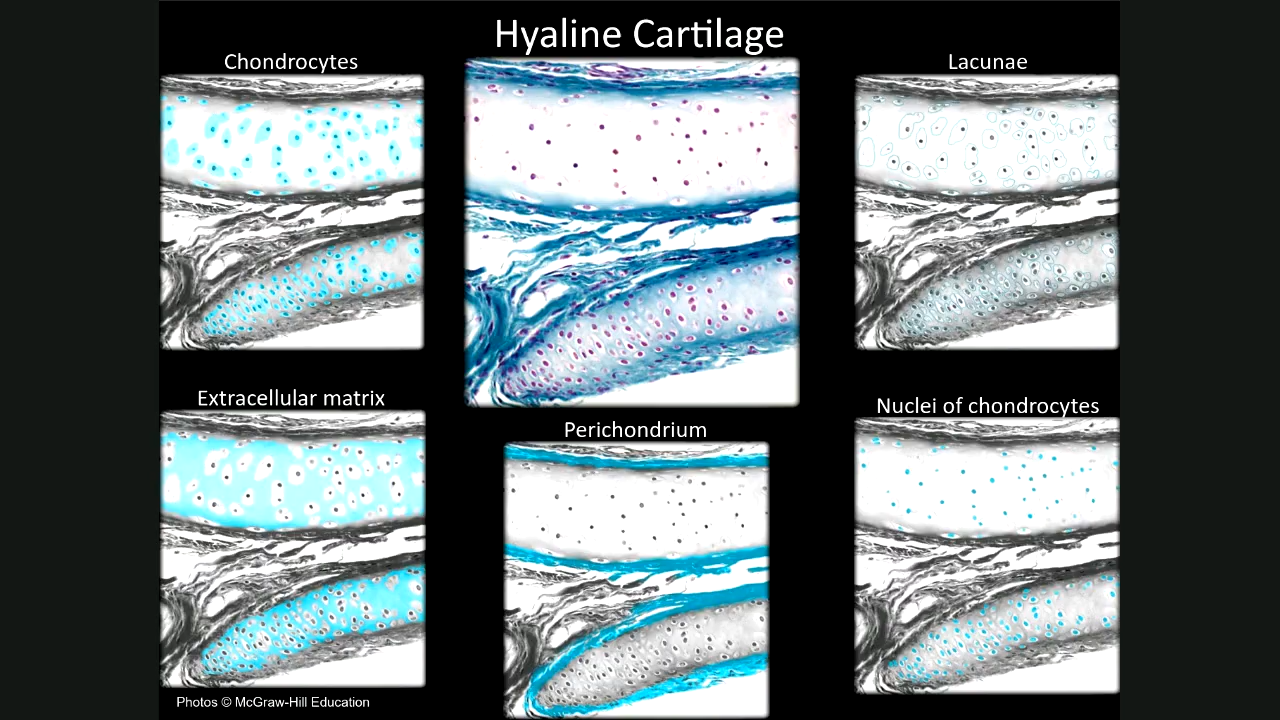 Hyaline Cartilage
Chondrocytes
Lacunae
Extracellular matrix
Perichondrium
Nuclei of chondrocytes
Photos © McGraw-Hill Education